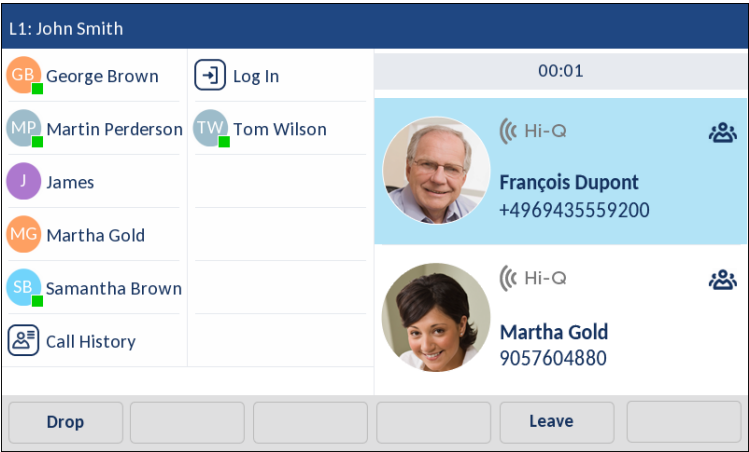 L1: John Smith
GB George Brown
MP Martin Perderson
J James
MG Martha Gold
SB Samantha Brown
Call History
Log In
TW Tom Wilson
00:01
Hi-Q
François Dupont
+4969435559200
Hi-Q
Martha Gold
9057604880
Drop
Leave